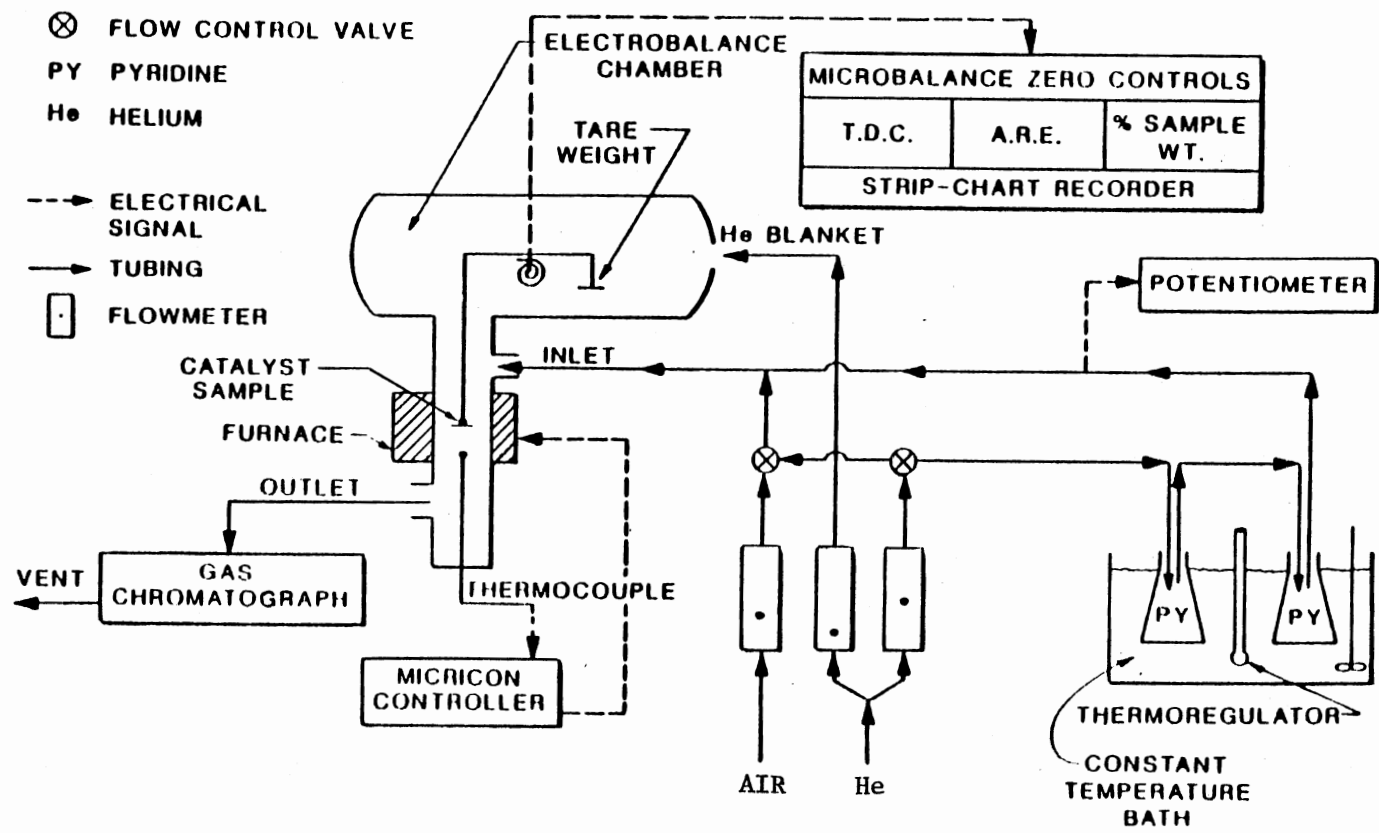 FLOW CONTROL VALVE
PY PYRIDINE
He HELIUM
ELECTRICAL
SIGNAL
TUBING
FLOWMETER
ELECTROBALANCE
CHAMBER
TARE
WEIGHT
MICROBALANCE ZERO CONTROLS
T.D.C.
A.R.E.
% SAMPLE
WT.
STRIP-CHART RECORDER
He BLANKET
POTENTIOMETER
INLET
CATALYST
SAMPLE
FURNACE
OUTLET
GAS
CHROMATOGRAPH
VENT
THERMOCOUPLE
MICRICON
CONTROLLER
PY
PY
THERMOREGULATOR
CONSTANT
TEMPERATURE
BATH
AIR
He